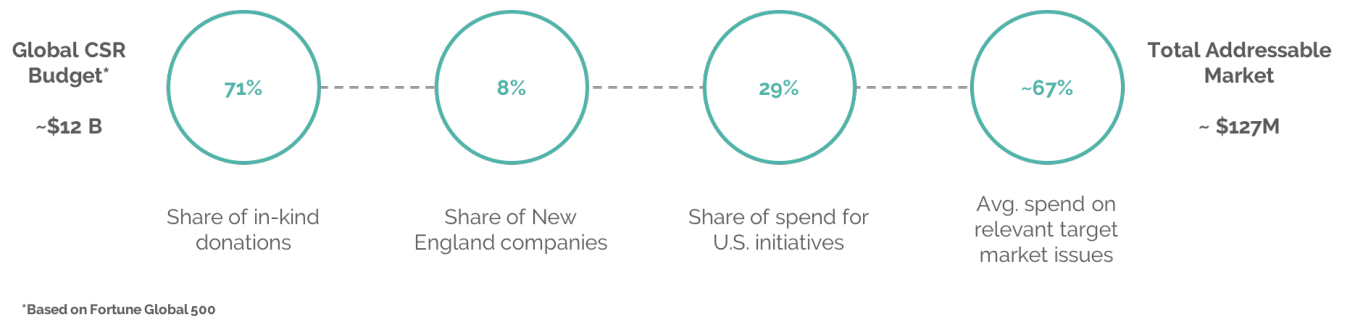 Global CSR
Budget*
~$12 B
71%
Share of in-kind
donations
8%
Share of New
England companies
29%
Share of spend for
U.S. initiatives
~67%
Avg. spend on
relevant target
market issues
Total Addressable
Market
~ $127M
*Based on Fortune Global 500